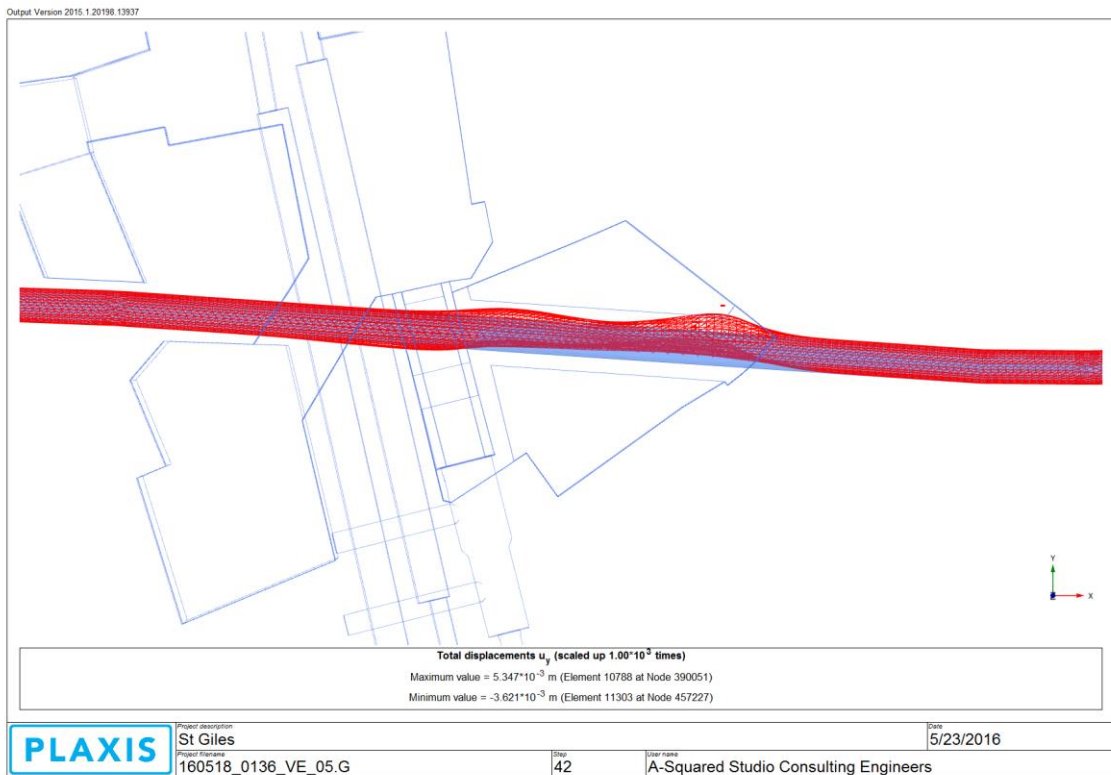 Output Version 2015.1.20198.13937
Y
X
Z
Total displacements uy (scaled up 1.00*10³ times)
Maximum value = 5.347*10⁻³ m (Element 10788 at Node 390051)
Minimum value = -3.621*10⁻³ m (Element 11303 at Node 457227)
PLAXIS
Project description
St Giles
Date
5/23/2016
Project filename
160518_0136_VE_05.G
Step
42
User name
A-Squared Studio Consulting Engineers